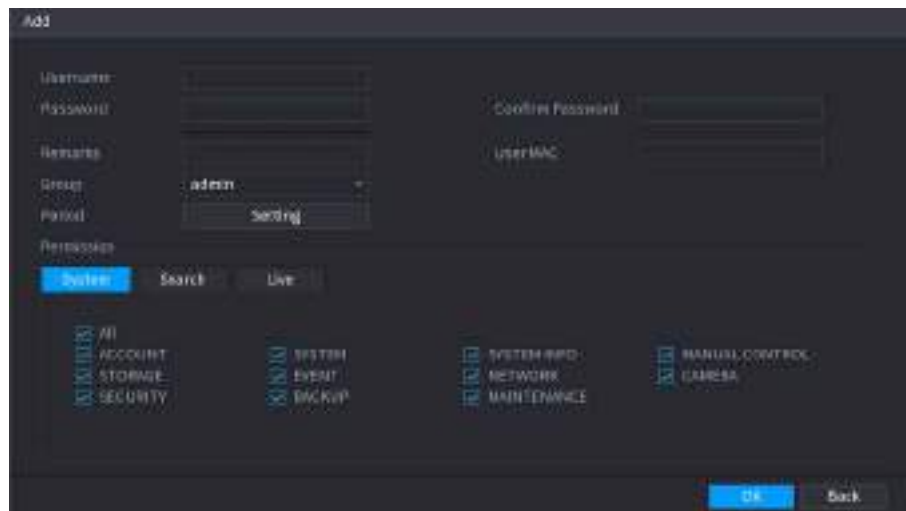 Add
Username
Password Confirm Password
Remarks User MAC
Group admin
Period Setting
Permission
System Search Live
All
ACCOUNT SYSTEM SYSTEM INFO MANUAL CONTROL
STORAGE EVENT NETWORK CAMERA
SECURITY BACKUP MAINTENANCE
OK Back